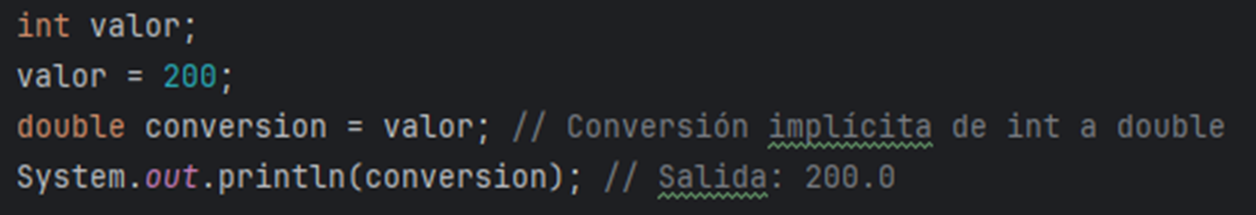 int valor;
valor = 200;
double conversion = valor; // Conversión implícita de int a double
System.out.println(conversion); // Salida: 200.0